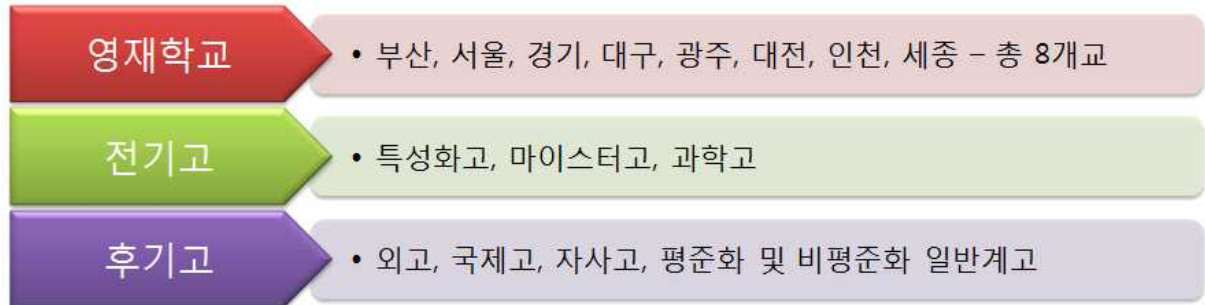 영재학교
• 부산, 서울, 경기, 대구, 광주, 대전, 인천, 세종 – 총 8개교
전기고
• 특성화고, 마이스터고, 과학고
후기고
• 외고, 국제고, 자사고, 평준화 및 비평준화 일반계고